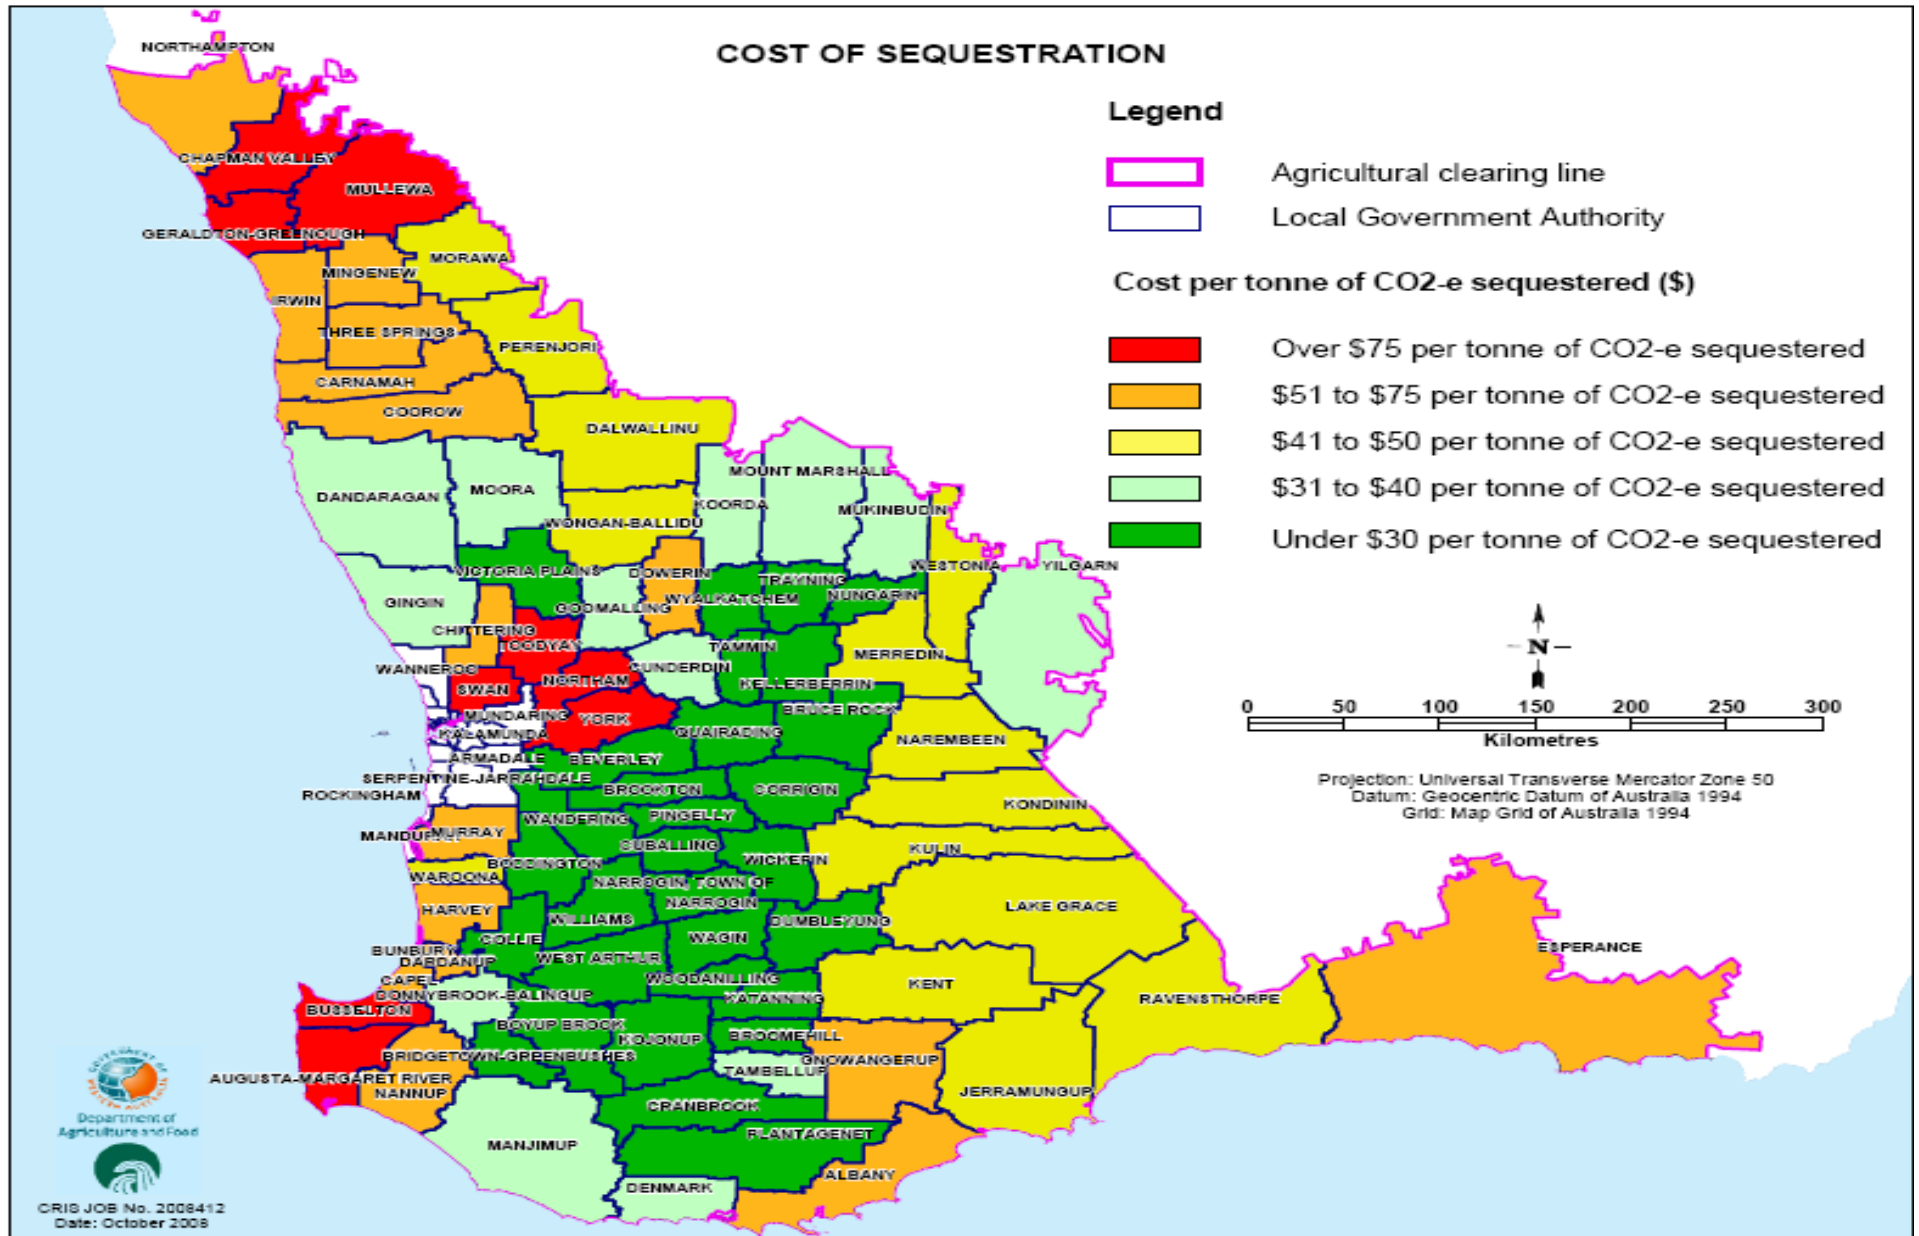 COST OF SEQUESTRATION
Legend
Agricultural clearing line
Local Government Authority
Cost per tonne of CO2-e sequestered ($)
Over $75 per tonne of CO2-e sequestered
$51 to $75 per tonne of CO2-e sequestered
$41 to $50 per tonne of CO2-e sequestered
$31 to $40 per tonne of CO2-e sequestered
Under $30 per tonne of CO2-e sequestered
N
0 50 100 150 200 250 300
Kilometres
Projection: Universal Transverse Mercator Zone 50
Datum: Geocentric Datum of Australia 1994
Grid: Map Grid of Australia 1994
NORTHAMPTON
CHAPMAN VALLEY
MULLEWA
GERALDTON-GREENOUGH
MORAWA
MINGENEW
IRWIN
THREE SPRINGS
PERENJORI
CARNAMAH
COOROW
DALWALLINU
MOUNT MARSHALL
MOORA
DANDARAGAN
KOORDA
MUKINBUDIN
WONGAN-BALLIDU
WESTONIA
YILGARN
VICTORIA PLAINS
DOWERIN
TRAYNING
NUNGARIN
WYALKATCHEM
GINGIN
GOOMALLING
CHITTERING
TOODYAY
TAMMIN
MERREDIN
WANNEROO
CUNDERDIN
NORTHAM
KELLERBERRIN
SWAN
BRUCE ROCK
MUNDARING
YORK
KALAMUNDA
QUAIRADING
NAREMBEEN
ARMADALE
BEVERLEY
SERPENTINE-JARRAHDALE
BROOKTON
CORRIGIN
ROCKINGHAM
KONDININ
WANDERING
PINGELLY
MANDURAH
MURRAY
CUBALLING
KULIN
BODDINGTON
WICKEPIN
WAROONA
NARROGIN, TOWN OF
NARROGIN
HARVEY
LAKE GRACE
WILLIAMS
DUMBLEYUNG
COLLIE
WAGIN
ESPERANCE
BUNBURY
DARDANUP
WEST ARTHUR
CAPEL
WOODANILLING
KENT
DONNYBROOK-BALINGUP
KATANNING
RAVENSTHORPE
BUSSELTON
BOYUP BROOK
KOJONUP
BROOMEHILL
BRIDGETOWN-GREENBUSHES
GNOWANGERUP
TAMBELLUP
AUGUSTA-MARGARET RIVER
NANNUP
JERRAMUNGUP
CRANBROOK
PLANTAGENET
MANJIMUP
ALBANY
DENMARK
GOVERNMENT OF
WESTERN AUSTRALIA
Department of
Agriculture and Food
CRIS JOB No. 2008412
Date: October 2008